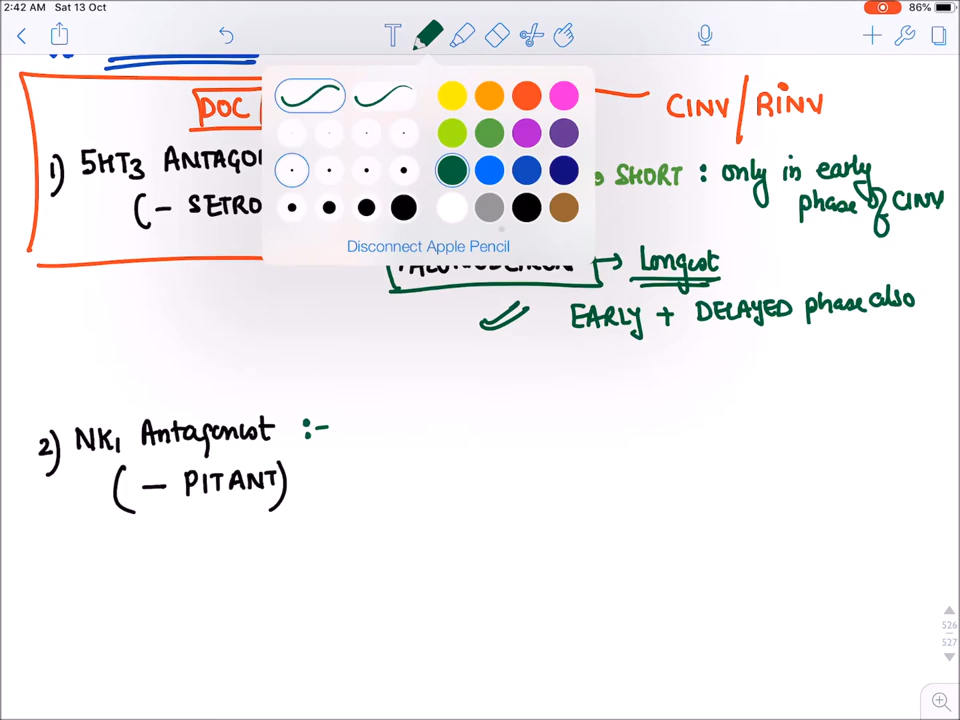 2:42 AM Sat 13 Oct 86%
DOC CINV/RINV
1) 5HT3 ANTAGO
(- SETRO
SHORT : only in early
phase of CINV
Disconnect Apple Pencil
Longest
EARLY + DELAYED phase also
2) NK1 Antagonist :-
(- PITANT)
526
527